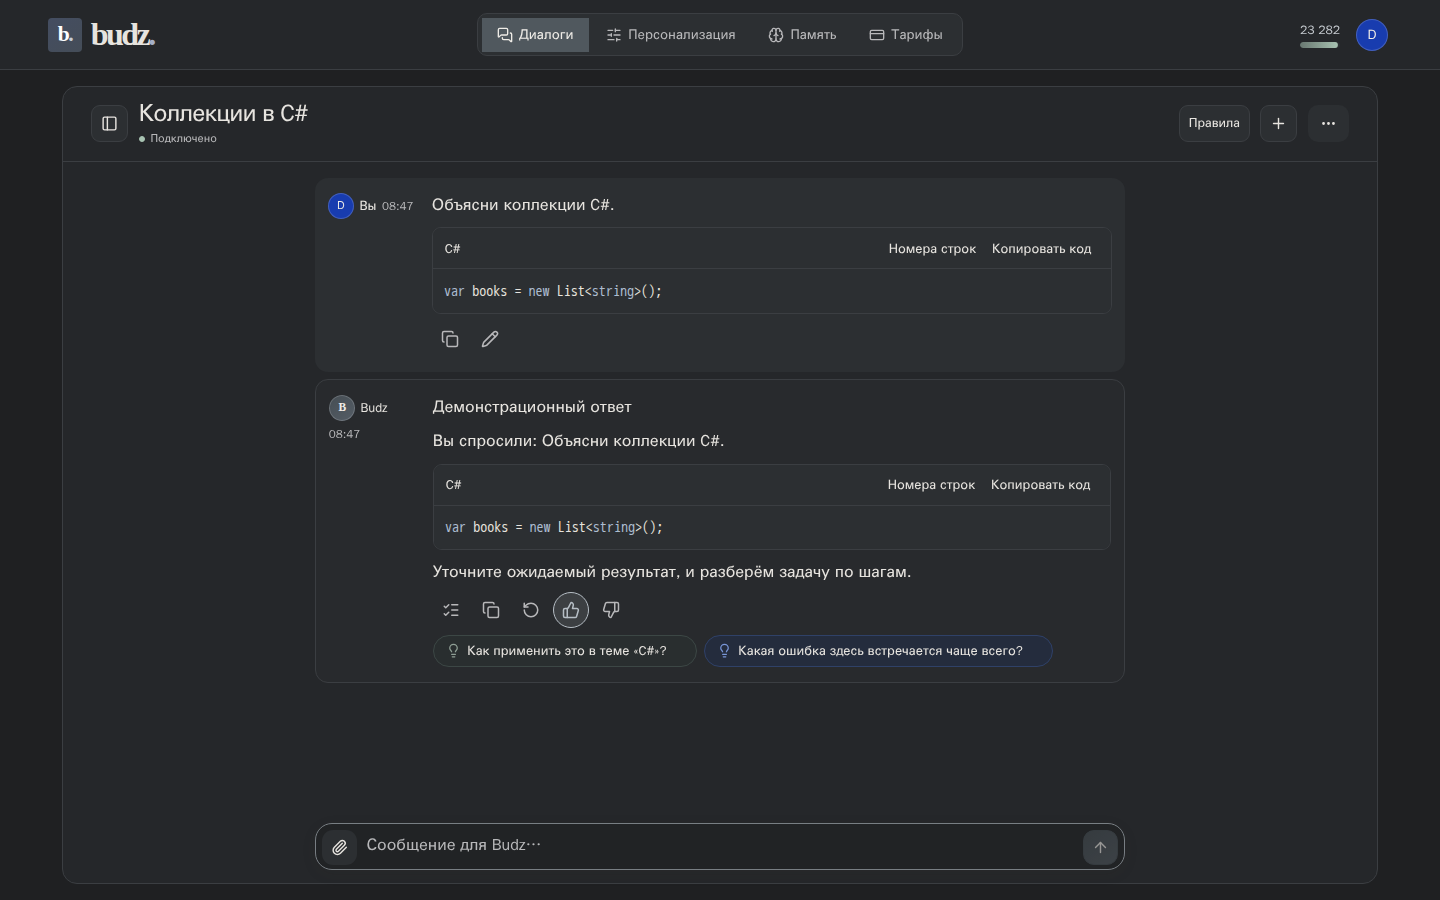 b. budz.
Диалоги
Персонализация
Память
Тарифы
23 282
D
Коллекции в C#
Подключено
Правила
D Вы 08:47
Объясни коллекции C#.
C#
Номера строк
Копировать код
var books = new List<string>();
B Budz
08:47
Демонстрационный ответ
Вы спросили: Объясни коллекции C#.
C#
Номера строк
Копировать код
var books = new List<string>();
Уточните ожидаемый результат, и разберём задачу по шагам.
Как применить это в теме «C#»?
Какая ошибка здесь встречается чаще всего?
Сообщение для Budz…